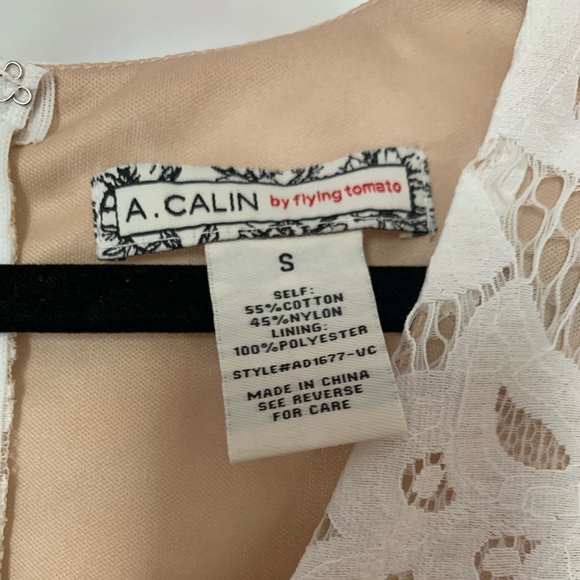 A.CALIN by flying tomato
S
SELF:
55%COTTON
45%NYLON
LINING:
100%POLYESTER
STYLE#AD1677-VC
MADE IN CHINA
SEE REVERSE
FOR CARE